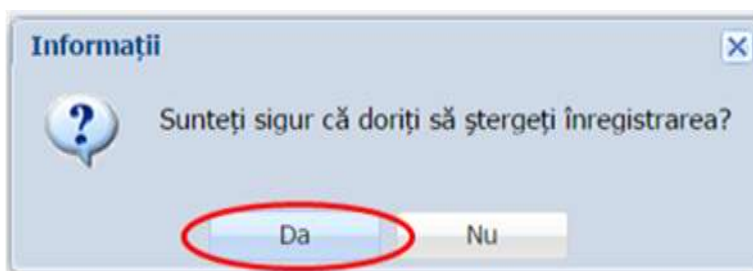 Informații
Sunteți sigur că doriți să ștergeți înregistrarea?
Da Nu